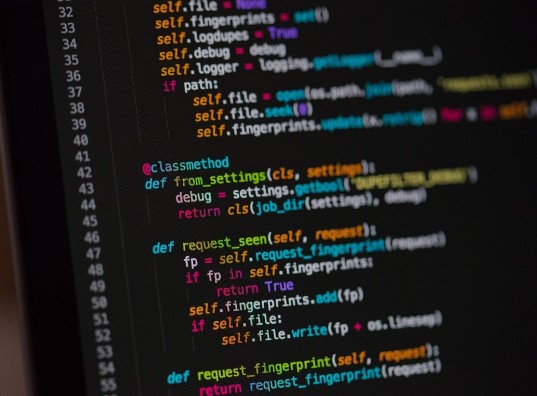 32 self.file = None
33 self.fingerprints = set()
34 self.logdupes = True
35 self.debug = debug
36 self.logger = logging.getLogger(__name__)
37 if path:
38 self.file = open(os.path.join(path, 'requests.seen')
39 self.file.seek(0)
40 self.fingerprints.update(x.rstrip() for x in self.
41
42 @classmethod
43 def from_settings(cls, settings):
44 debug = settings.getbool('DUPEFILTER_DEBUG')
45 return cls(job_dir(settings), debug)
46
47 def request_seen(self, request):
48 fp = self.request_fingerprint(request)
49 if fp in self.fingerprints:
50 return True
51 self.fingerprints.add(fp)
52 if self.file:
53 self.file.write(fp + os.linesep)
54
55 def request_fingerprint(self, request):
return request_fingerprint(request)